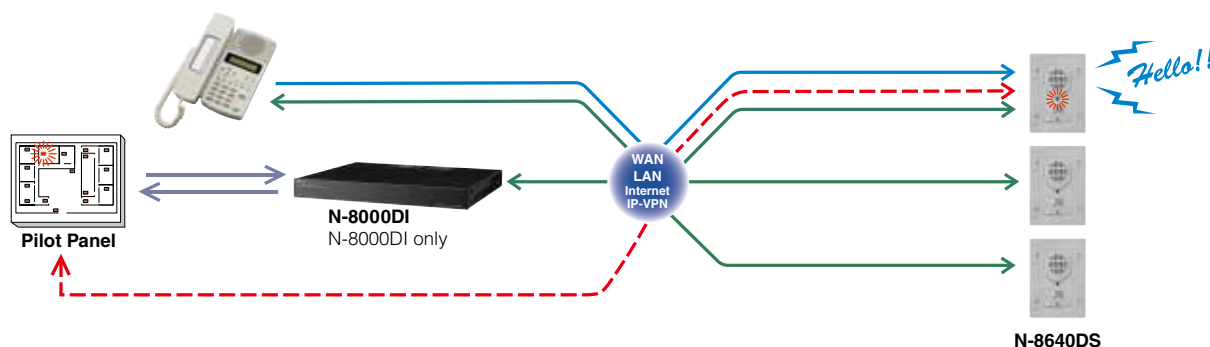 Hello!!
WAN
LAN
Internet
IP-VPN
N-8000DI
N-8000DI only
Pilot Panel
N-8640DS